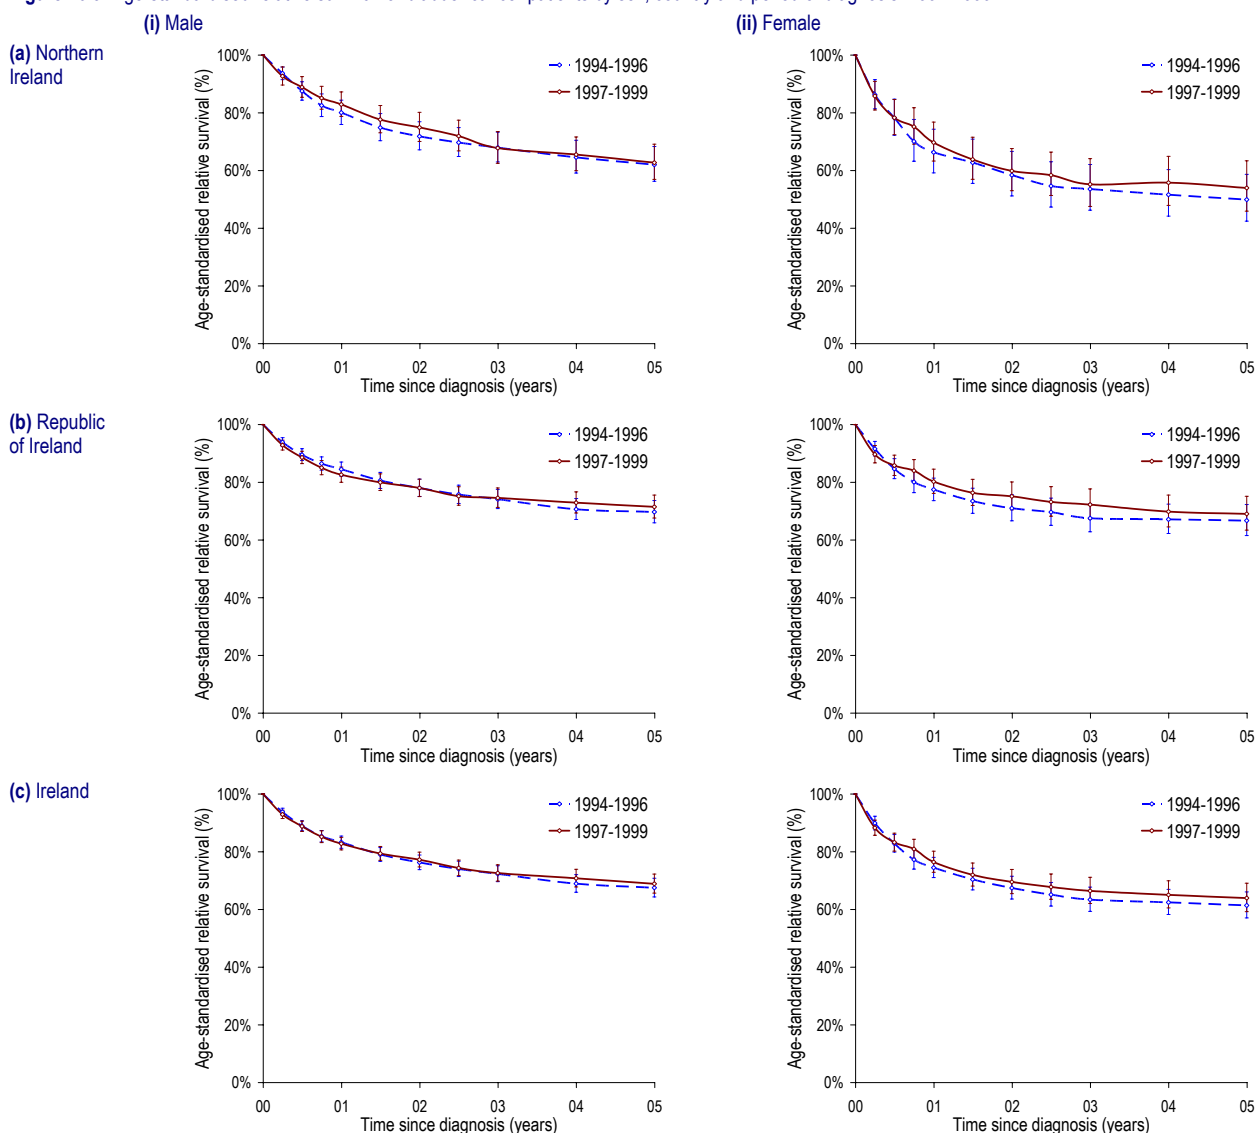 (i) Male
(ii) Female
(a) Northern
Ireland
Age-standardised relative survival (%)
100%
80%
60%
40%
20%
0%
00 01 02 03 04 05
Time since diagnosis (years)
1994-1996
1997-1999
Age-standardised relative survival (%)
100%
80%
60%
40%
20%
0%
00 01 02 03 04 05
Time since diagnosis (years)
1994-1996
1997-1999
(b) Republic
of Ireland
Age-standardised relative survival (%)
100%
80%
60%
40%
20%
0%
00 01 02 03 04 05
Time since diagnosis (years)
1994-1996
1997-1999
Age-standardised relative survival (%)
100%
80%
60%
40%
20%
0%
00 01 02 03 04 05
Time since diagnosis (years)
1994-1996
1997-1999
(c) Ireland
Age-standardised relative survival (%)
100%
80%
60%
40%
20%
0%
00 01 02 03 04 05
Time since diagnosis (years)
1994-1996
1997-1999
Age-standardised relative survival (%)
100%
80%
60%
40%
20%
0%
00 01 02 03 04 05
Time since diagnosis (years)
1994-1996
1997-1999